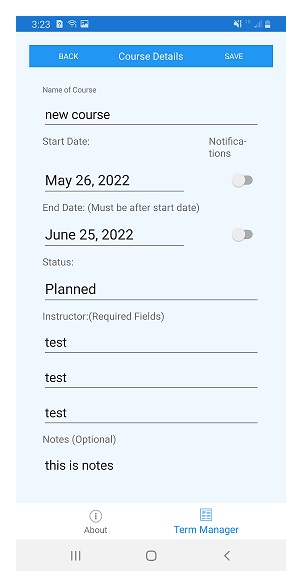 3:23
BACK Course Details SAVE
Name of Course
new course
Start Date: Notifica-
tions
May 26, 2022
End Date: (Must be after start date)
June 25, 2022
Status:
Planned
Instructor:(Required Fields)
test
test
test
Notes (Optional)
this is notes
About Term Manager